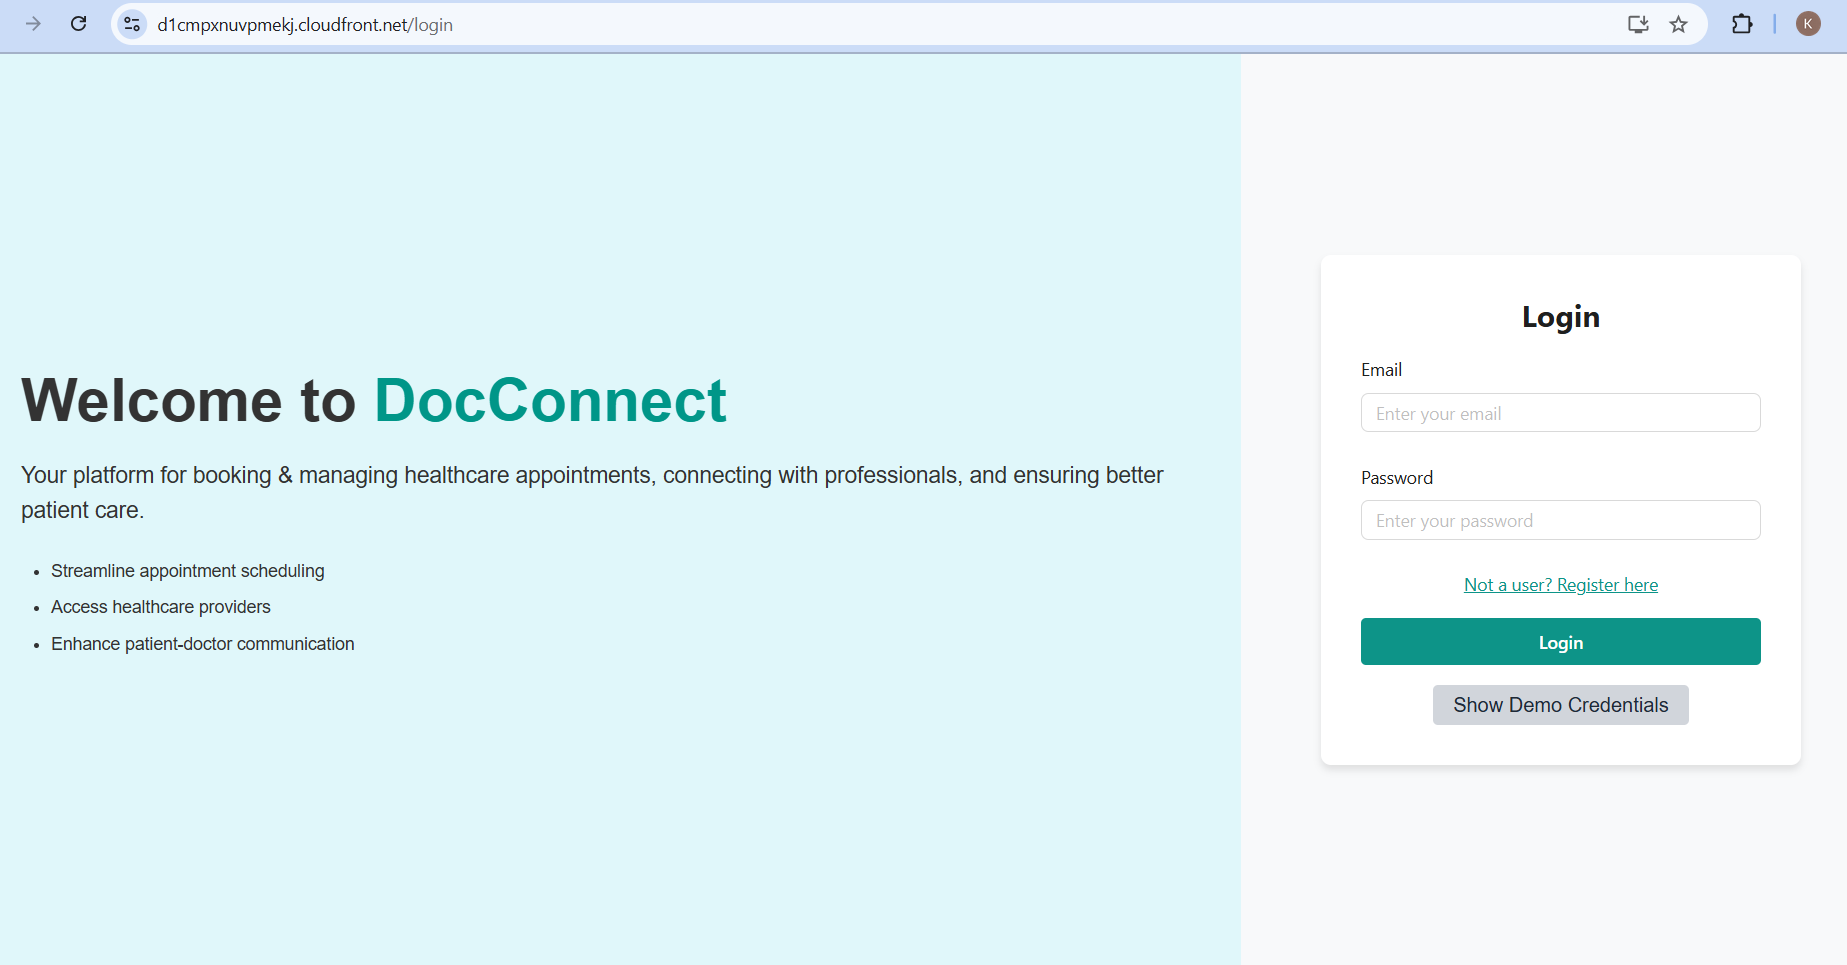 d1cmpxnuvpmekj.cloudfront.net/login
K
Welcome to DocConnect
Your platform for booking & managing healthcare appointments, connecting with professionals, and ensuring better
patient care.
• Streamline appointment scheduling
• Access healthcare providers
• Enhance patient-doctor communication
Login
Email
Enter your email
Password
Enter your password
Not a user? Register here
Login
Show Demo Credentials